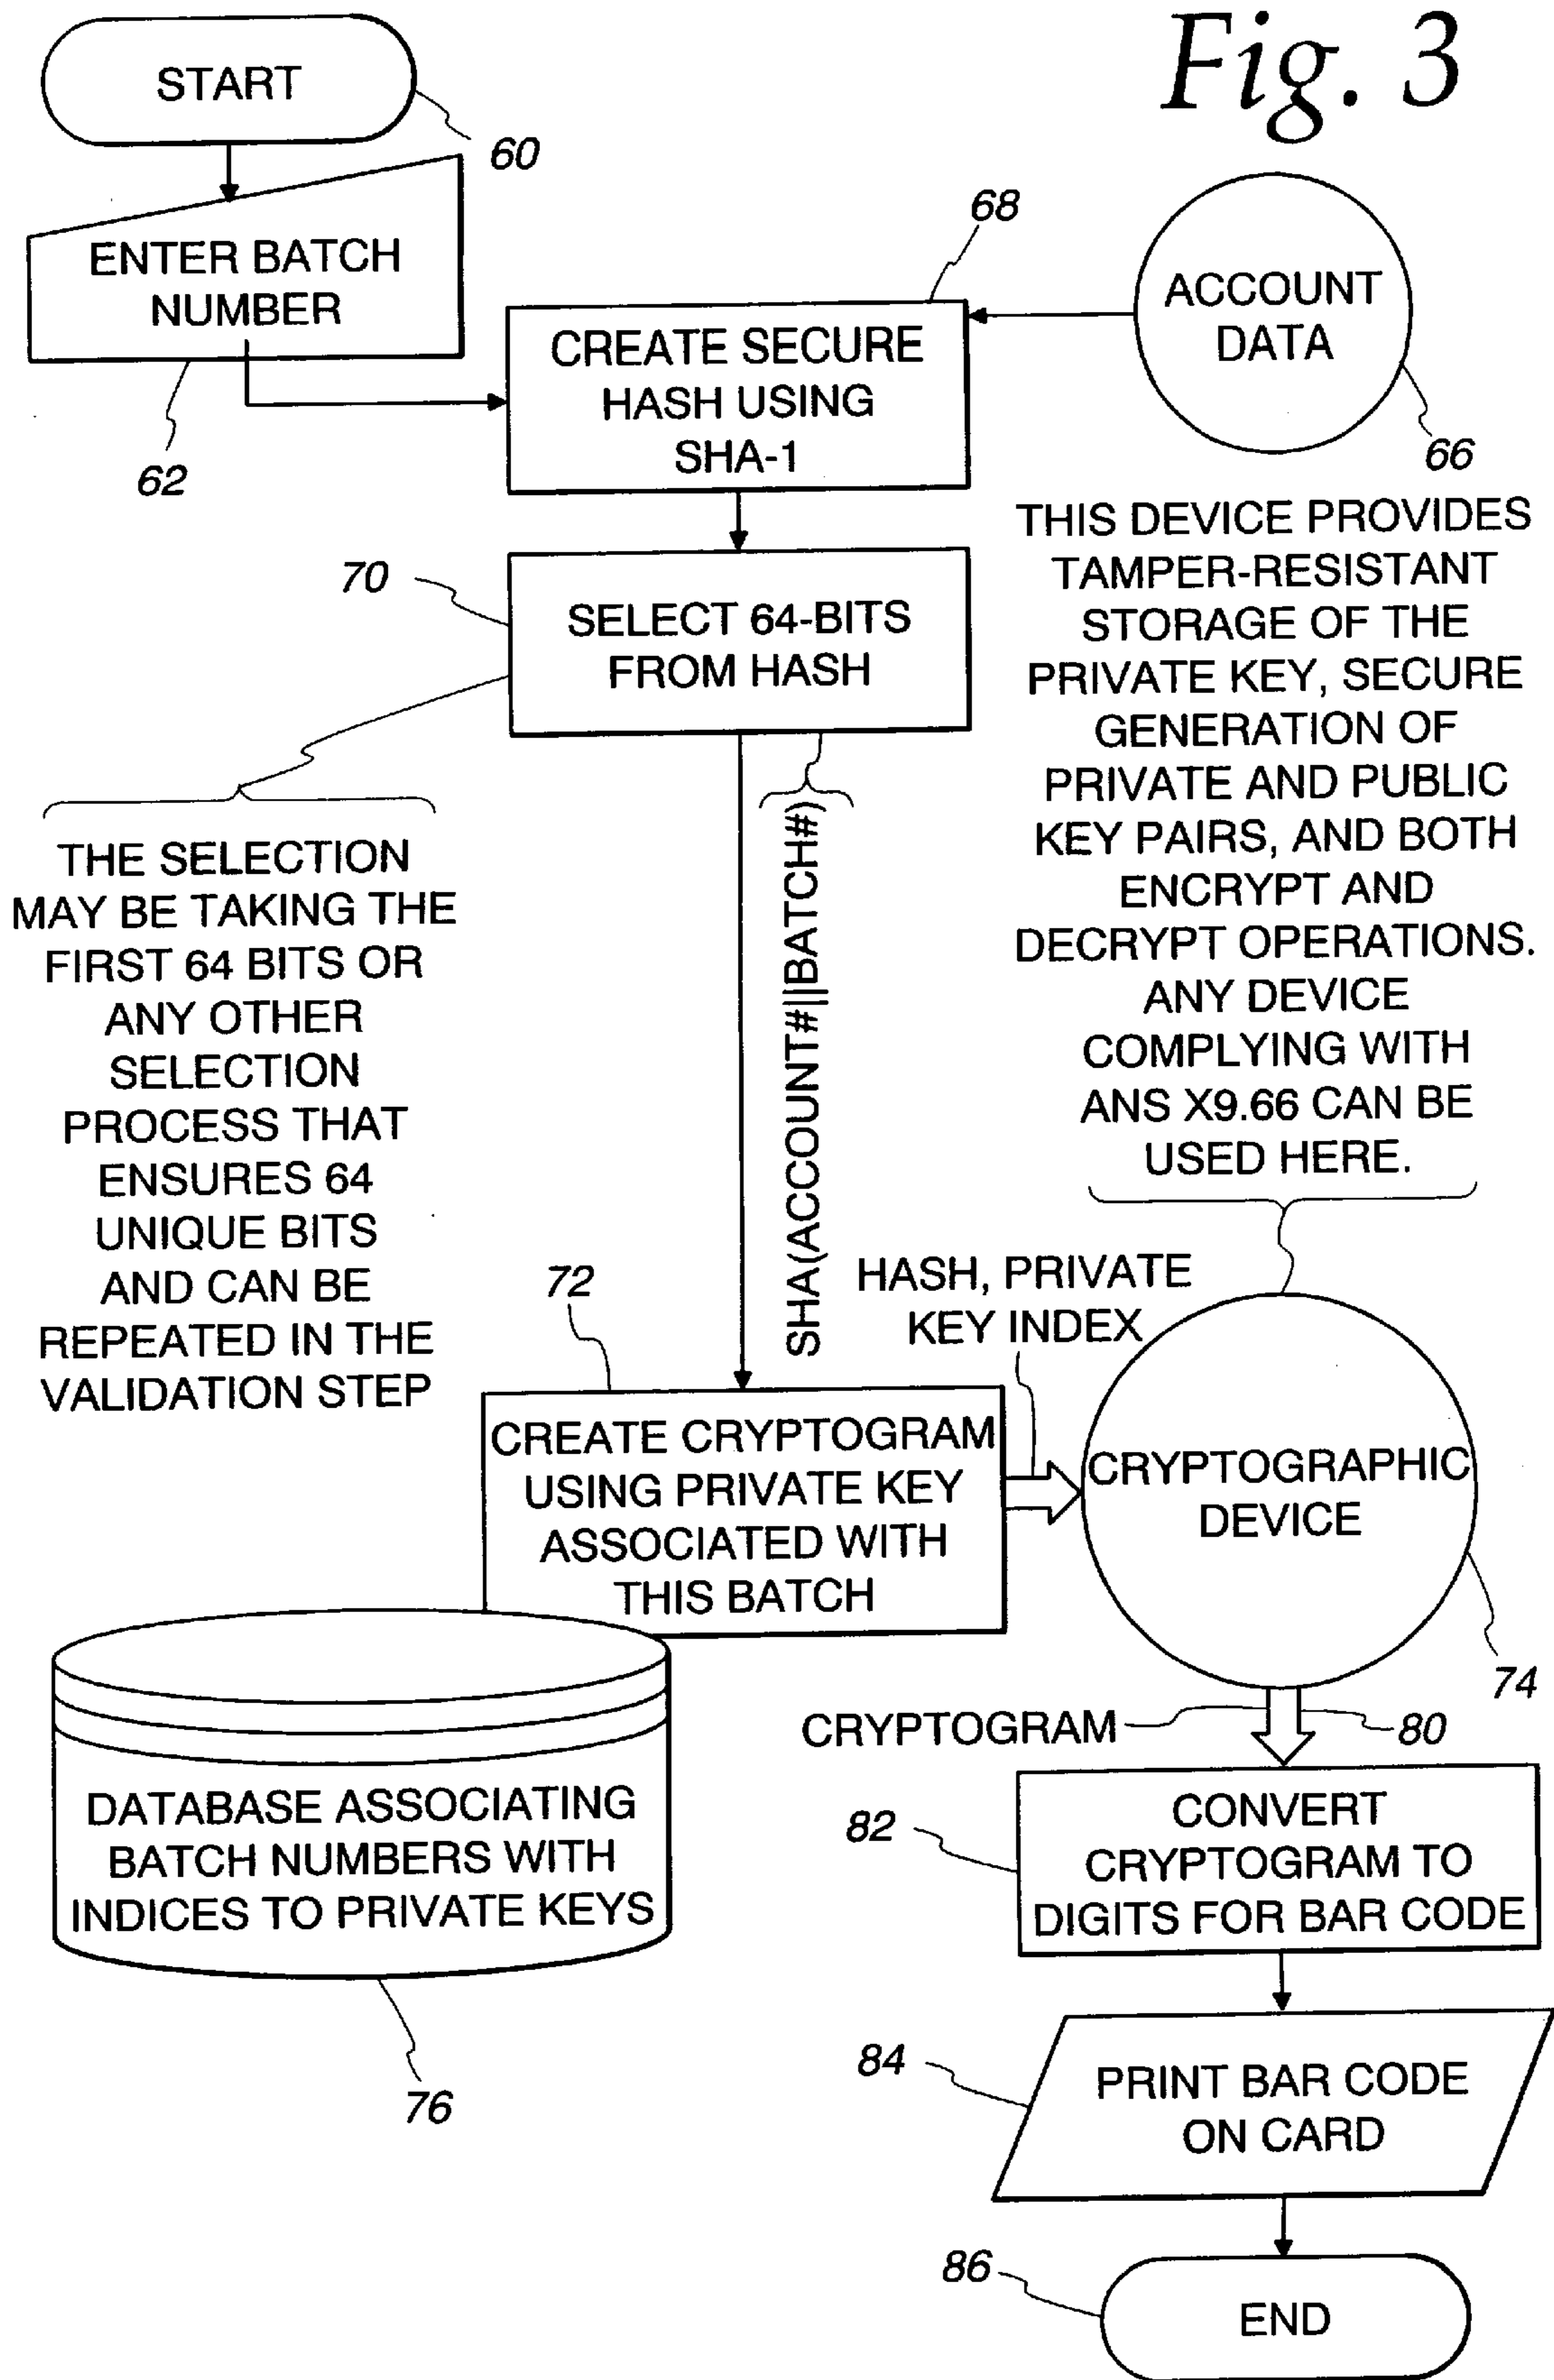 Fig. 3
START
60
ENTER BATCH
NUMBER
62
68
CREATE SECURE
HASH USING
SHA-1
ACCOUNT
DATA
66
70
SELECT 64-BITS
FROM HASH
THIS DEVICE PROVIDES
TAMPER-RESISTANT
STORAGE OF THE
PRIVATE KEY, SECURE
GENERATION OF
PRIVATE AND PUBLIC
KEY PAIRS, AND BOTH
ENCRYPT AND
DECRYPT OPERATIONS.
ANY DEVICE
COMPLYING WITH
ANS X9.66 CAN BE
USED HERE.
THE SELECTION
MAY BE TAKING THE
FIRST 64 BITS OR
ANY OTHER
SELECTION
PROCESS THAT
ENSURES 64
UNIQUE BITS
AND CAN BE
REPEATED IN THE
VALIDATION STEP
SHA(ACCOUNT#||BATCH#)
72
HASH, PRIVATE
KEY INDEX
CREATE CRYPTOGRAM
USING PRIVATE KEY
ASSOCIATED WITH
THIS BATCH
CRYPTOGRAPHIC
DEVICE
74
CRYPTOGRAM
80
DATABASE ASSOCIATING
BATCH NUMBERS WITH
INDICES TO PRIVATE KEYS
76
82
CONVERT
CRYPTOGRAM TO
DIGITS FOR BAR CODE
84
PRINT BAR CODE
ON CARD
86
END